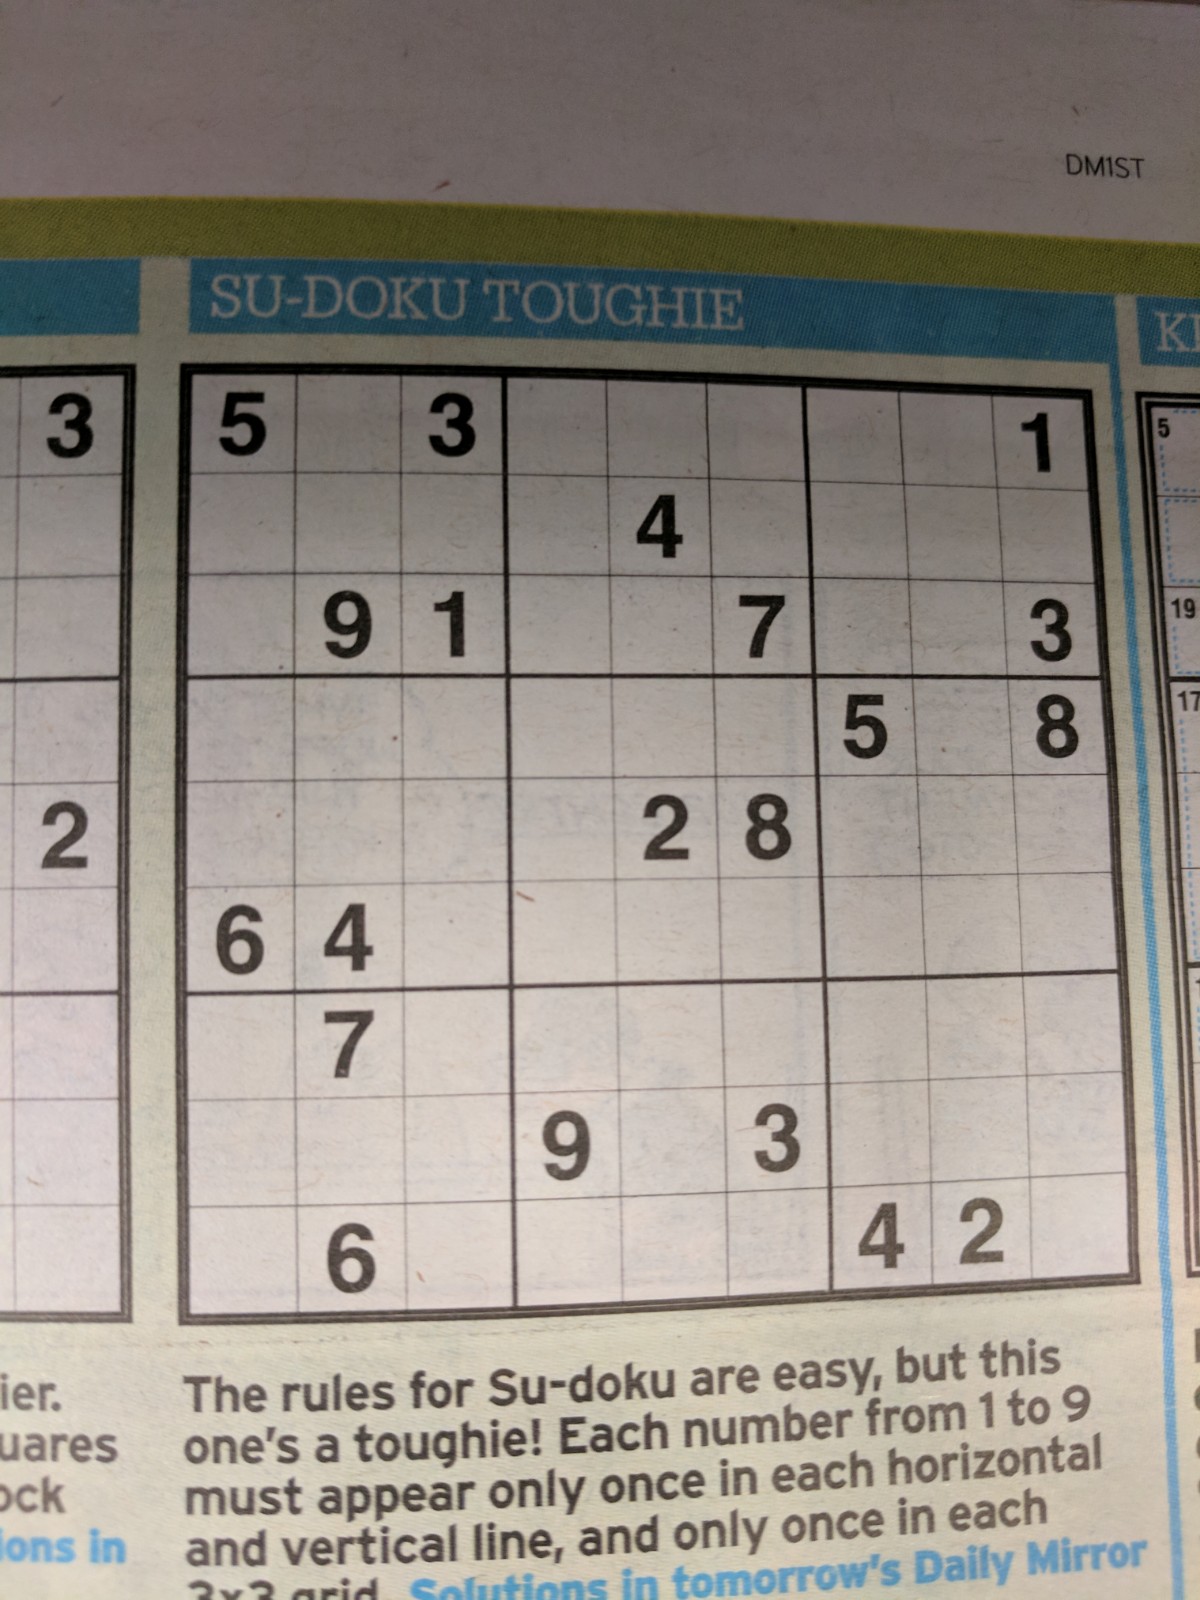 DM1ST
SU-DOKU TOUGHIE
3
5 3 1
4
9 1 7 3
5 8
2
2 8
6 4
7
9 3
6 4 2
5
19
17
ier.
ock
ions in
The rules for Su-doku are easy, but this
one's a toughie! Each number from 1 to 9
must appear only once in each horizontal
and vertical line, and only once in each
3x3 grid. Solutions in tomorrow's Daily Mirror